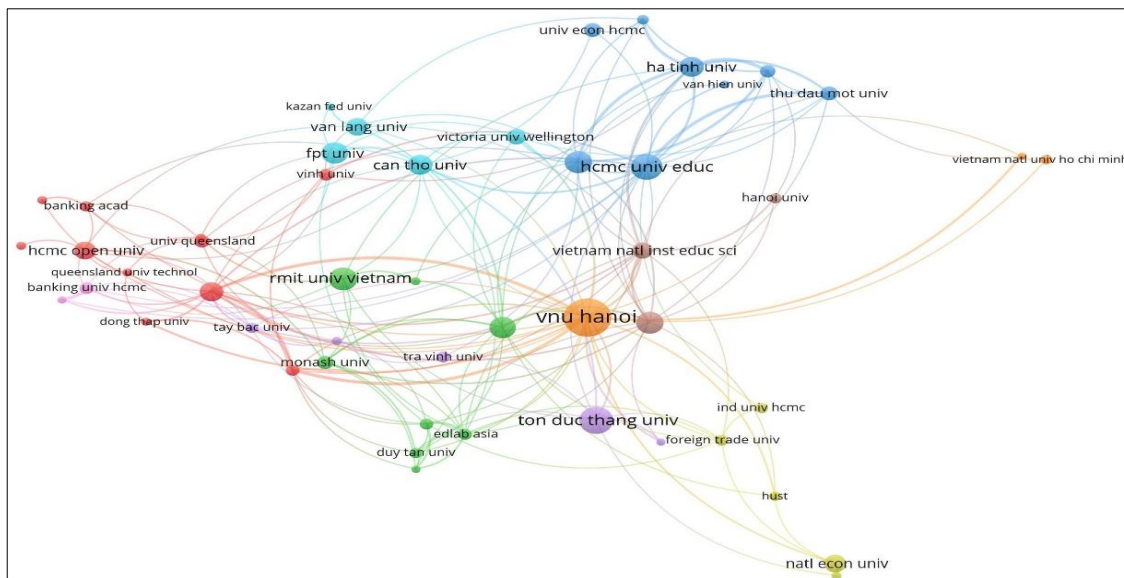 univ econ hcmc
ha tinh univ
van hien univ
thu dau mot univ
kazan fed univ
van lang univ
victoria univ wellington
fpt univ
can tho univ
hcmc univ educ
vietnam natl univ ho chi minh
vinh univ
hanoi univ
banking acad
univ queensland
hcmc open univ
vietnam natl inst educ sci
queensland univ technol
rmit univ vietnam
banking univ hcmc
vnu hanoi
dong thap univ
tay bac univ
tra vinh univ
monash univ
ind univ hcmc
ton duc thang univ
edlab asia
foreign trade univ
duy tan univ
hust
natl econ univ